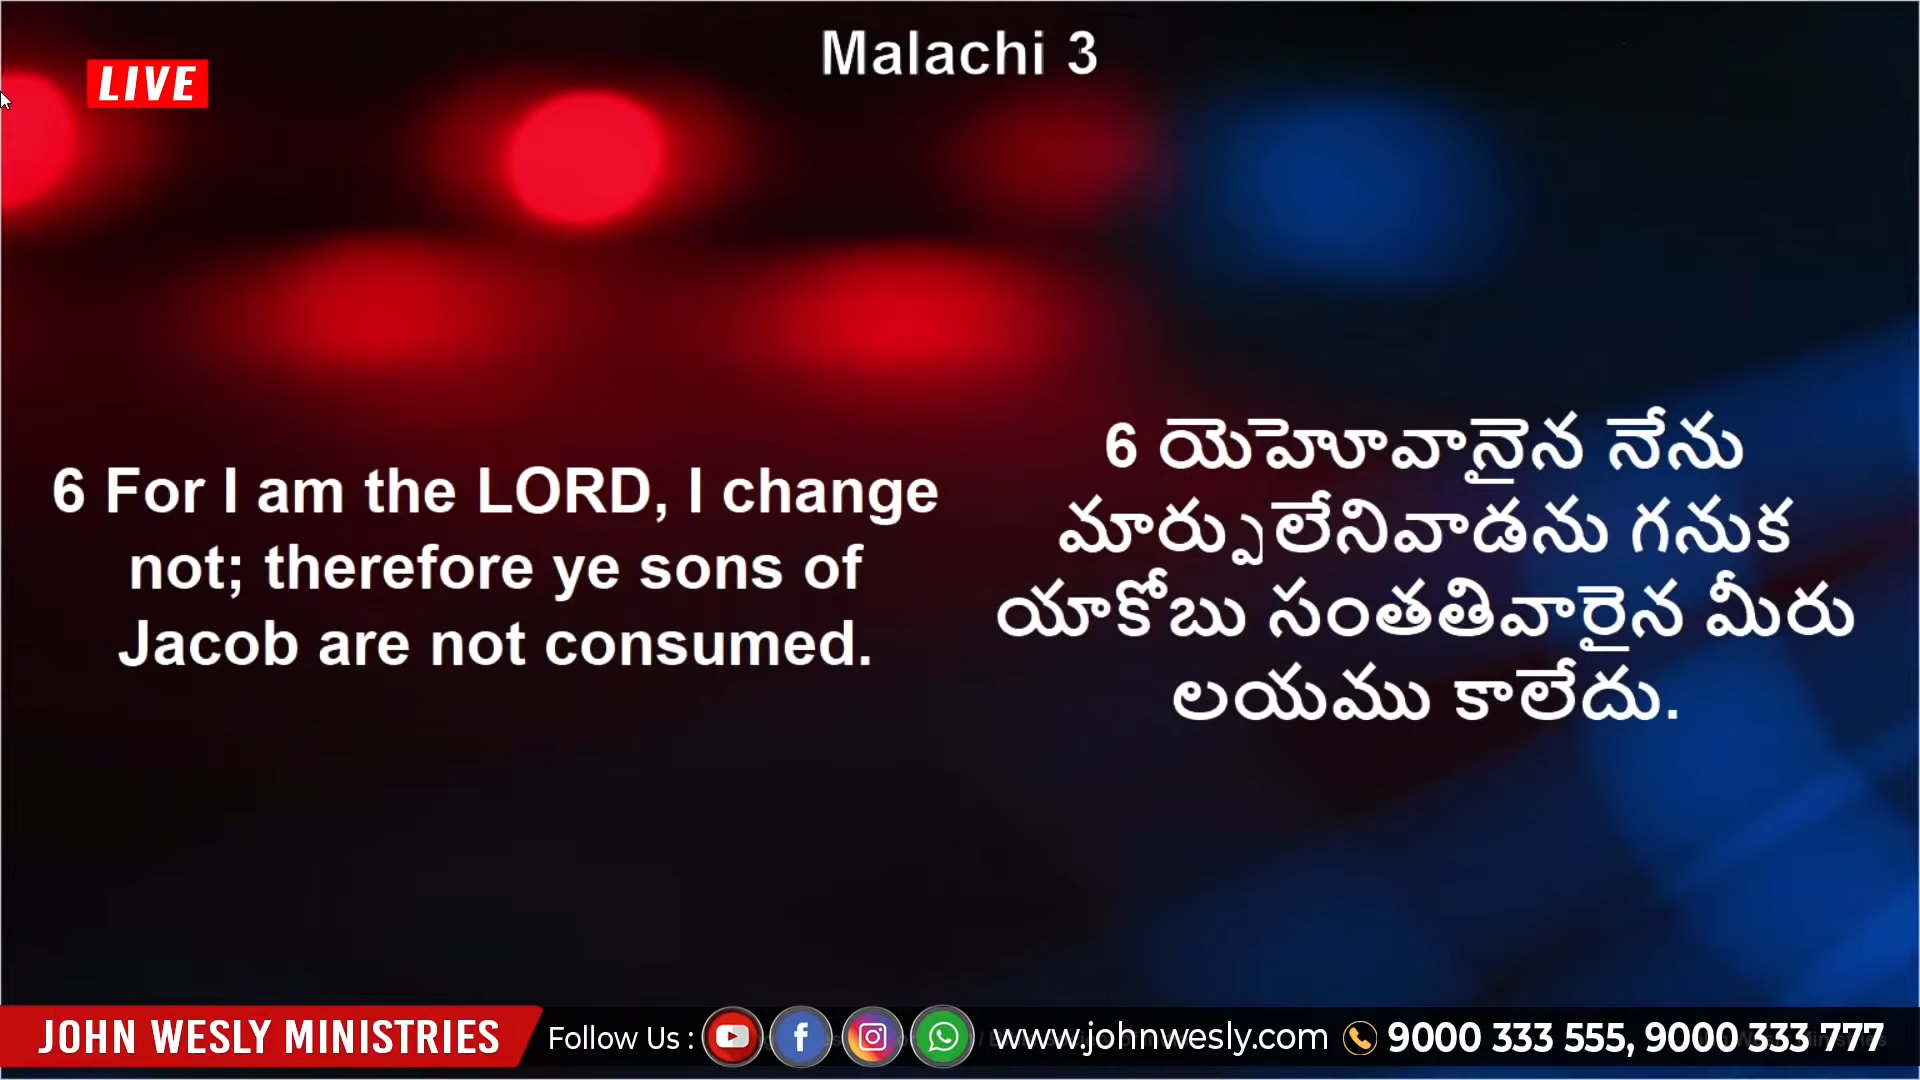 Malachi 3
LIVE
6 For I am the LORD, I change
not; therefore ye sons of
Jacob are not consumed.
6 యెహెూవానైన నేను
మార్పులేనివాడను గనుక
యాకోబు సంతతివారైన మీరు
లయము కాలేదు.
JOHN WESLY MINISTRIES Follow Us : www.johnwesly.com 9000 333 555, 9000 333 777